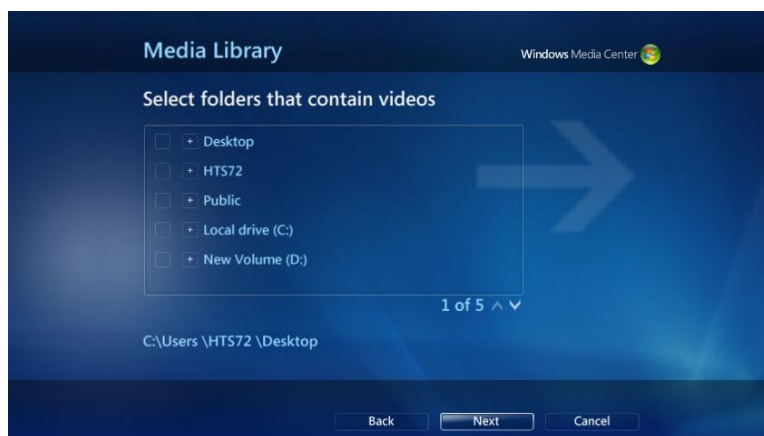 Media Library
Windows Media Center
Select folders that contain videos
+ Desktop
+ HTS72
+ Public
+ Local drive (C:)
+ New Volume (D:)
1 of 5
C:\Users \HTS72 \Desktop
Back Next Cancel